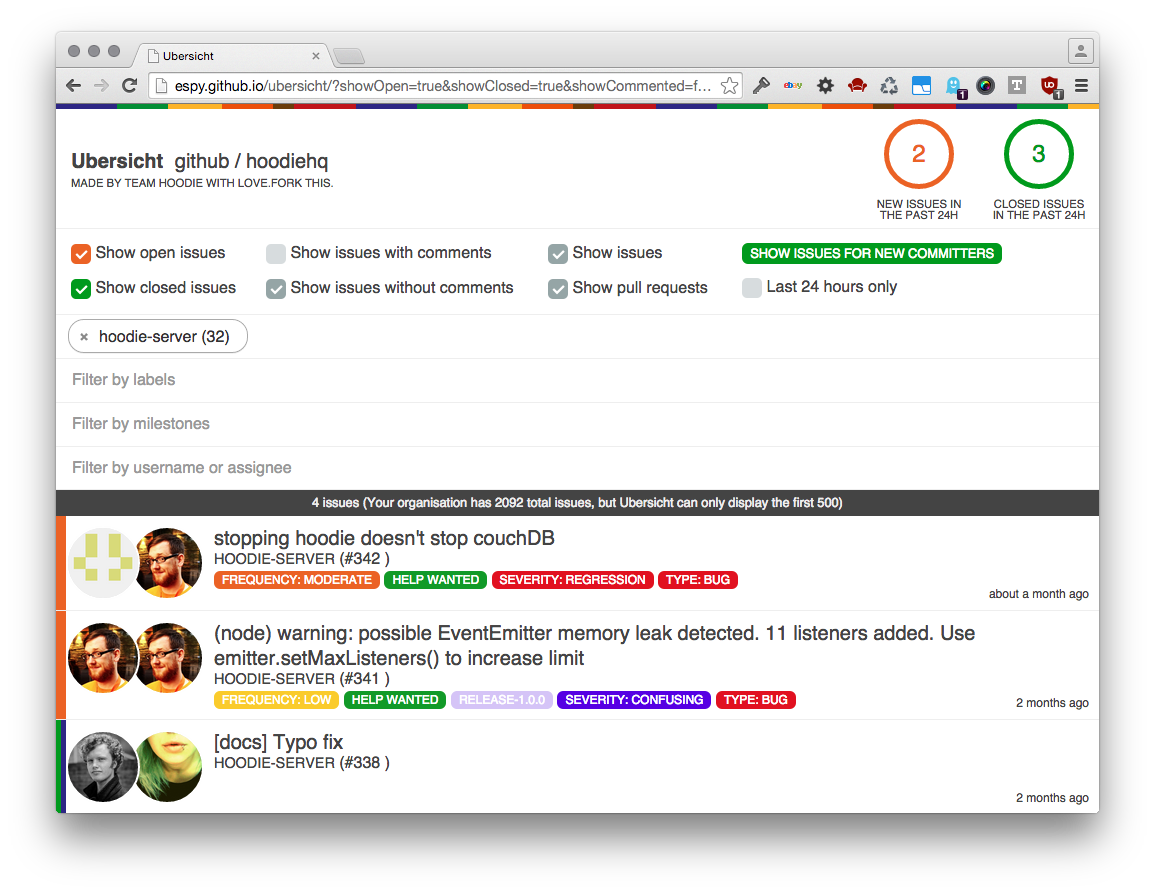 Ubersicht
espy.github.io/ubersicht/?showOpen=true&showClosed=true&showCommented=f...
ebay
1
T
1
Ubersicht github / hoodiehq
MADE BY TEAM HOODIE WITH LOVE.FORK THIS.
2
NEW ISSUES IN
THE PAST 24H
3
CLOSED ISSUES
IN THE PAST 24H
Show open issues
Show issues with comments
Show issues
SHOW ISSUES FOR NEW COMMITTERS
Show closed issues
Show issues without comments
Show pull requests
Last 24 hours only
× hoodie-server (32)
Filter by labels
Filter by milestones
Filter by username or assignee
4 issues (Your organisation has 2092 total issues, but Ubersicht can only display the first 500)
stopping hoodie doesn't stop couchDB
HOODIE-SERVER (#342 )
FREQUENCY: MODERATE HELP WANTED SEVERITY: REGRESSION TYPE: BUG
about a month ago
(node) warning: possible EventEmitter memory leak detected. 11 listeners added. Use
emitter.setMaxListeners() to increase limit
HOODIE-SERVER (#341 )
FREQUENCY: LOW HELP WANTED RELEASE-1.0.0 SEVERITY: CONFUSING TYPE: BUG
2 months ago
[docs] Typo fix
HOODIE-SERVER (#338 )
2 months ago